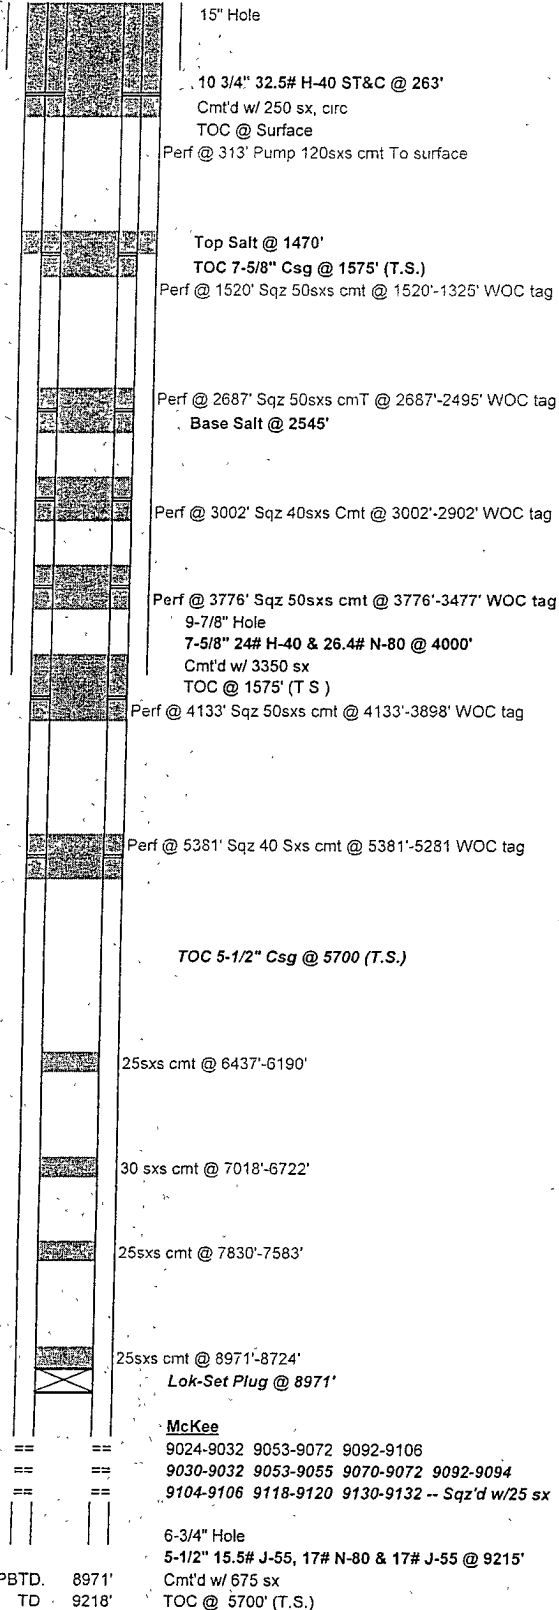 15" Hole
10 3/4" 32.5# H-40 ST&C @ 263'
Cmt'd w/ 250 sx, circ
TOC @ Surface
Perf @ 313' Pump 120sxs cmt To surface
Top Salt @ 1470'
TOC 7-5/8" Csg @ 1575' (T.S.)
Perf @ 1520' Sqz 50sxs cmt @ 1520'-1325' WOC tag
Perf @ 2687' Sqz 50sxs cmT @ 2687'-2495' WOC tag
Base Salt @ 2545'
Perf @ 3002' Sqz 40sxs Cmt @ 3002'-2902' WOC tag
Perf @ 3776' Sqz 50sxs cmt @ 3776'-3477' WOC tag
9-7/8" Hole
7-5/8" 24# H-40 & 26.4# N-80 @ 4000'
Cmt'd w/ 3350 sx
TOC @ 1575' (T S )
Perf @ 4133' Sqz 50sxs cmt @ 4133'-3898' WOC tag
Perf @ 5381' Sqz 40 Sxs cmt @ 5381'-5281 WOC tag
TOC 5-1/2" Csg @ 5700 (T.S.)
25sxs cmt @ 6437'-6190'
30 sxs cmt @ 7018'-6722'
25sxs cmt @ 7830'-7583'
25sxs cmt @ 8971'-8724'
Lok-Set Plug @ 8971'
McKee
== == 9024-9032 9053-9072 9092-9106
== == 9030-9032 9053-9055 9070-9072 9092-9094
== == 9104-9106 9118-9120 9130-9132 -- Sqz'd w/25 sx
6-3/4" Hole
5-1/2" 15.5# J-55, 17# N-80 & 17# J-55 @ 9215'
PBTD. 8971' Cmt'd w/ 675 sx
TD 9218' TOC @ 5700' (T.S.)